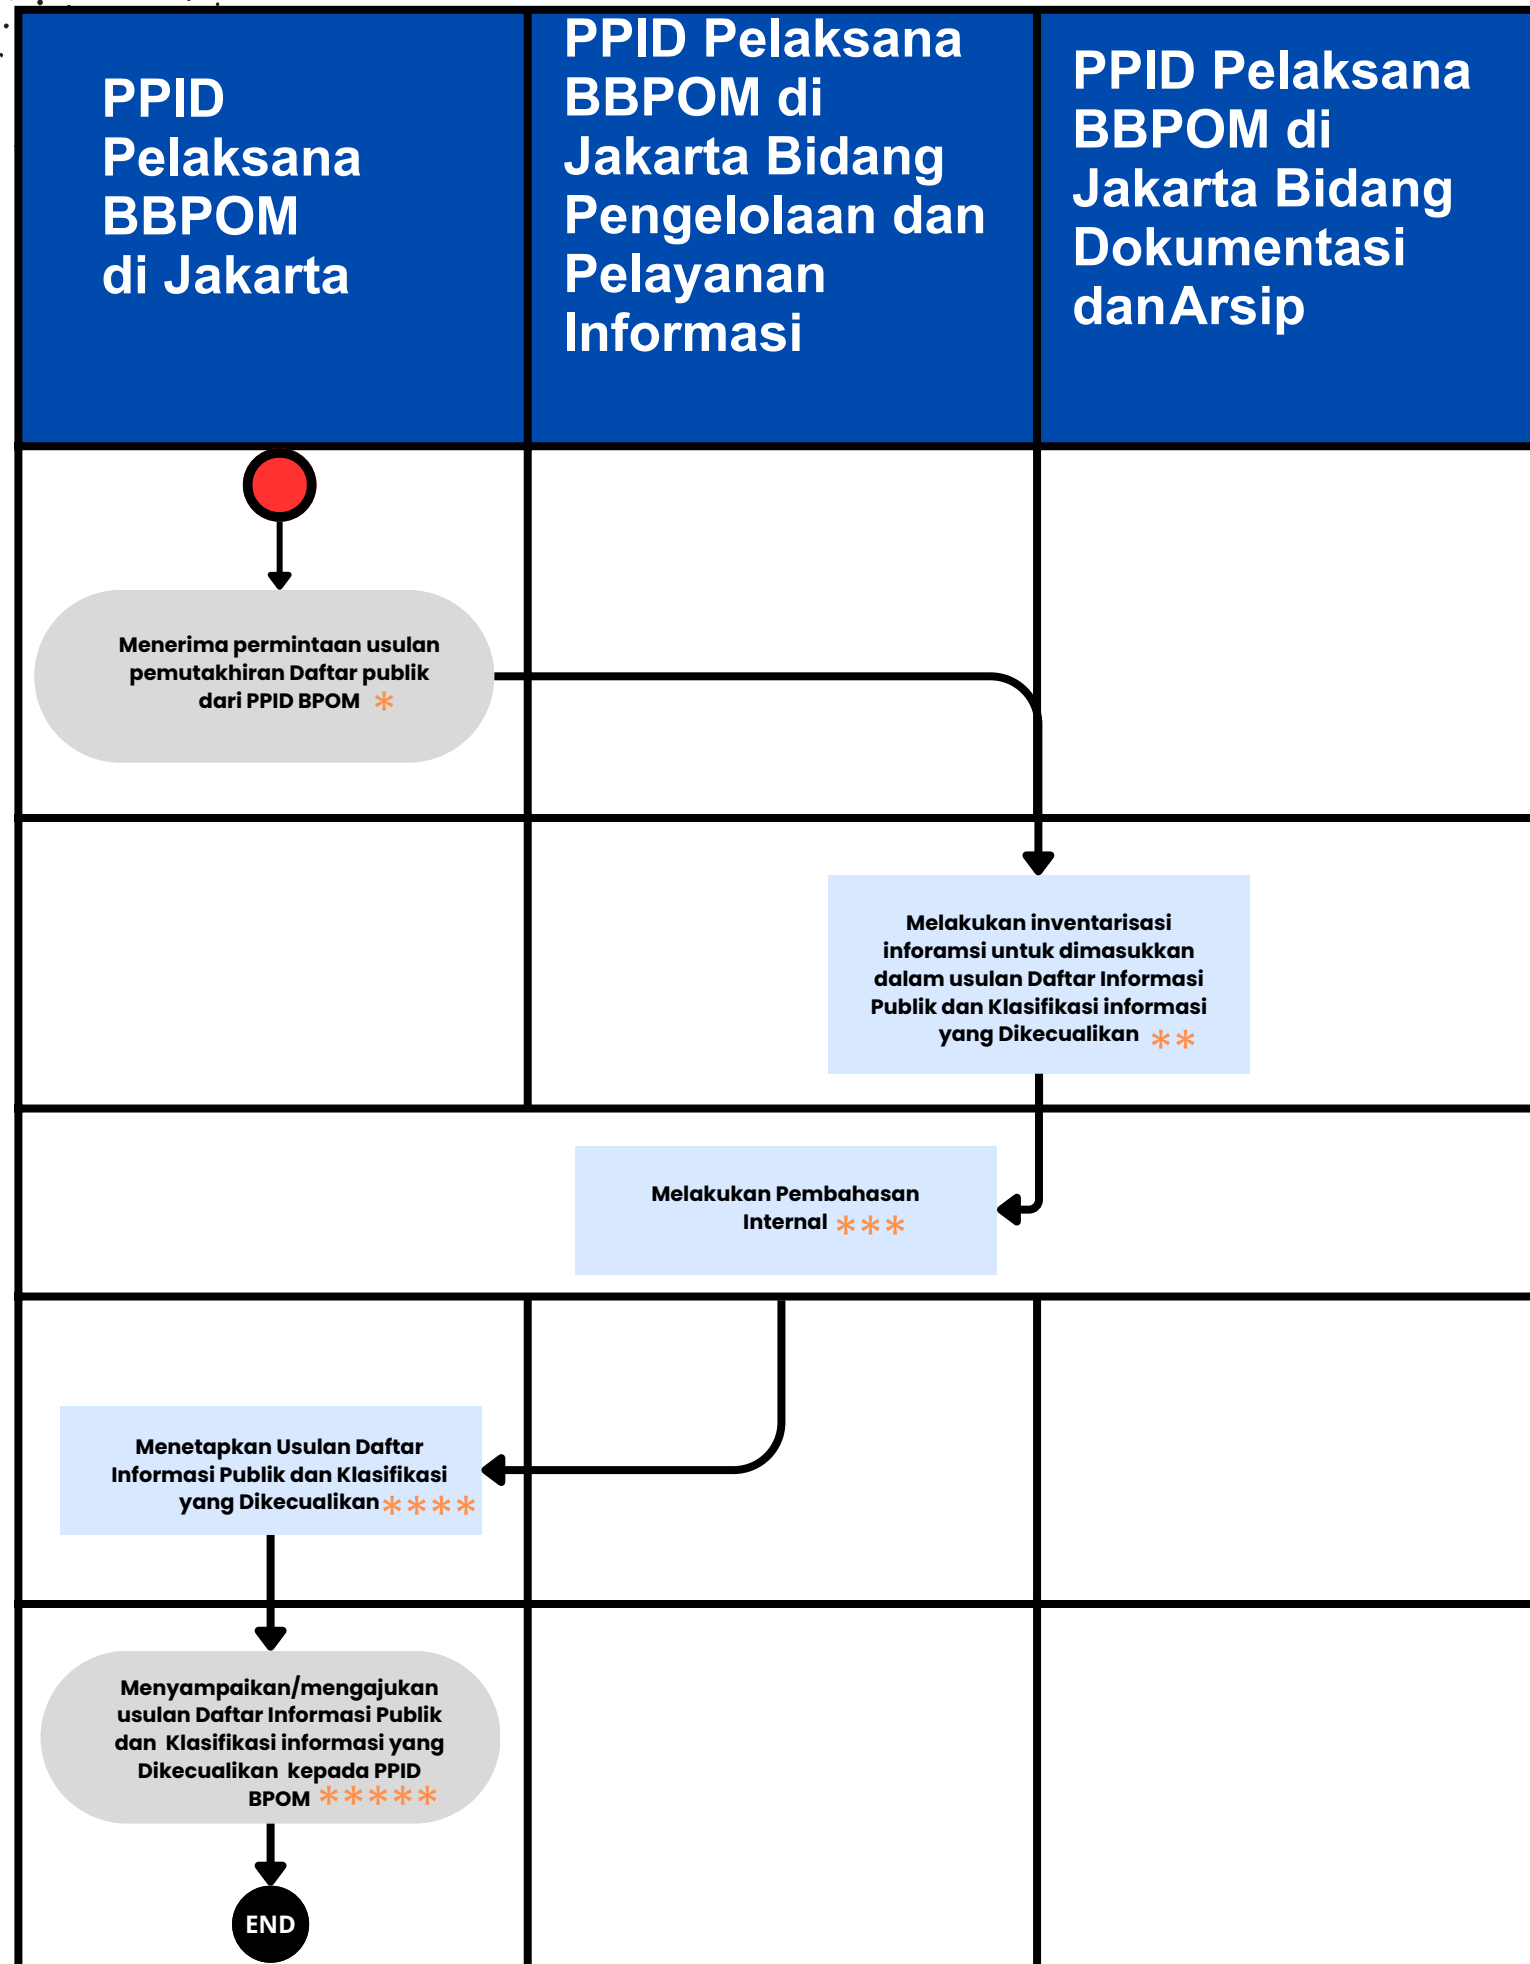 PPID
Pelaksana
BBPOM
di Jakarta
PPID Pelaksana
BBPOM di
Jakarta Bidang
Pengelolaan dan
Pelayanan
Informasi
PPID Pelaksana
BBPOM di
Jakarta Bidang
Dokumentasi
danArsip
Menerima permintaan usulan
pemutakhiran Daftar publik
dari PPID BPOM *
Melakukan inventarisasi
inforamsi untuk dimasukkan
dalam usulan Daftar Informasi
Publik dan Klasifikasi informasi
yang Dikecualikan **
Melakukan Pembahasan
Internal ***
Menetapkan Usulan Daftar
Informasi Publik dan Klasifikasi
yang Dikecualikan ****
Menyampaikan/mengajukan
usulan Daftar Informasi Publik
dan Klasifikasi informasi yang
Dikecualikan kepada PPID
BPOM *****
END